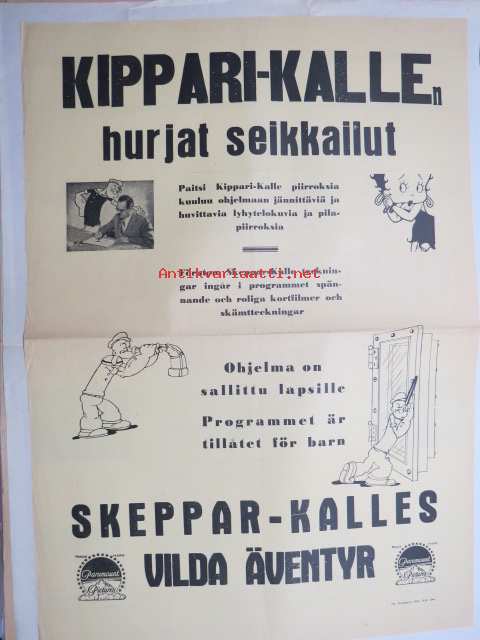 KIPPARI-KALLEn
hurjat seikkailut
Paitsi Kippari-Kalle piirroksia
kuuluu ohjelmaan jännittäviä ja
huvittavia lyhytelokuvia ja pila-
piirroksia
Antikvariaatti.net
teknin-
gar ingår i programmet spän-
nande och roliga kortfilmer och
skämtteckningar
Ohjelma on
sallittu lapsille
Programmet är
tillåtet för barn
SKEPPAR-KALLES
VILDA ÄVENTYR
Paramount
Pictures
Paramount
Pictures